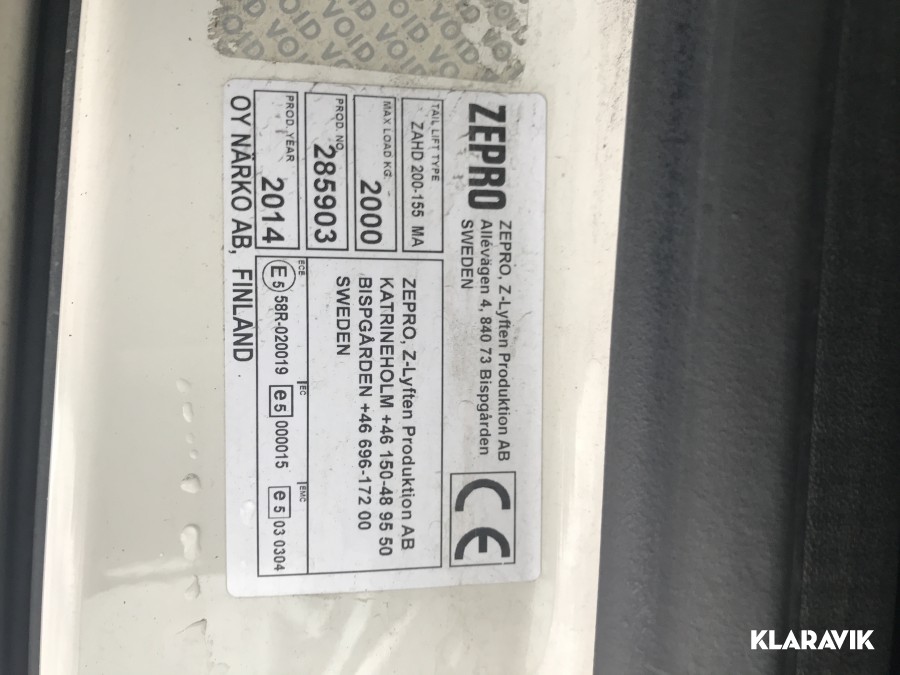 VOID VOID VOID VOID
ZEPRO
ZEPRO, Z-Lyften Produktion AB
Allévägen 4, 840 73 Bispgården
SWEDEN
CE
TAIL LIFT TYPE
ZAHD 200-155 MA
MAX LOAD KG.
2000
PROD. NO.
285903
PROD. YEAR
2014
ZEPRO, Z-Lyften Produktion AB
KATRINEHOLM +46 150-48 95 50
BISPGÅRDEN +46 696-172 00
SWEDEN
ECE
E5 58R-020019
EC
e5 000015
EMC
e5 03 0304
OY NÄRKO AB, FINLAND
KLARAVIK